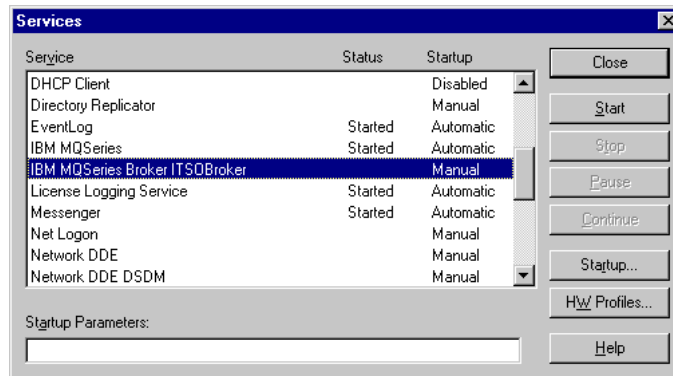 Services
Service Status Startup
DHCP Client Disabled
Directory Replicator Manual
EventLog Started Automatic
IBM MQSeries Started Automatic
IBM MQSeries Broker ITSOBroker Manual
License Logging Service Started Automatic
Messenger Started Automatic
Net Logon Manual
Network DDE Manual
Network DDE DSDM Manual
Startup Parameters:
Close
Start
Stop
Pause
Continue
Startup...
HW Profiles...
Help